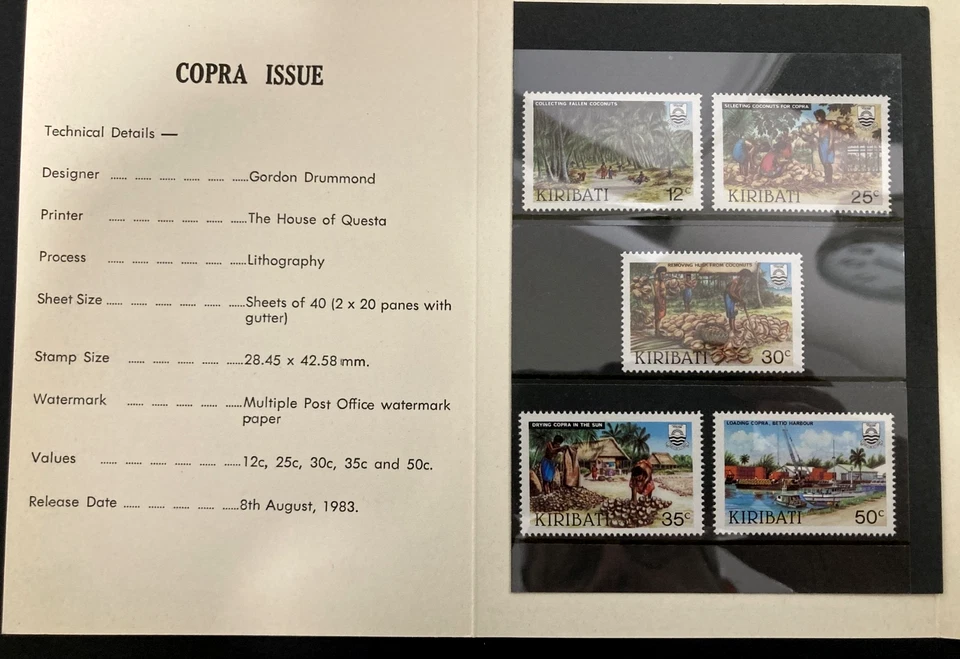 COPRA ISSUE
Technical Details —
Designer ...... ...... ...... ...... ...... ......Gordon Drummond
Printer ...... ...... ...... ...... ......The House of Questa
Process ...... ...... ...... ...... ......Lithography
Sheet Size ...... ...... ...... ...... ...... ......Sheets of 40 (2 x 20 panes with
gutter)
Stamp Size ...... ...... ...... ...... ......28.45 x 42.58 mm.
Watermark ...... ...... ...... ...... ......Multiple Post Office watermark
paper
Values ...... ...... ...... ...... ...... ......12c, 25c, 30c, 35c and 50c.
Release Date ...... ...... ...... ...... ......8th August, 1983.
COLLECTING FALLEN COCONUTS
KIRIBATI 12c
SELECTING COCONUTS FOR COPRA
KIRIBATI 25c
REMOVING HUSK FROM COCONUTS
KIRIBATI 30c
DRYING COPRA IN THE SUN
KIRIBATI 35c
LOADING COPRA, BETIO HARBOUR
KIRIBATI 50c